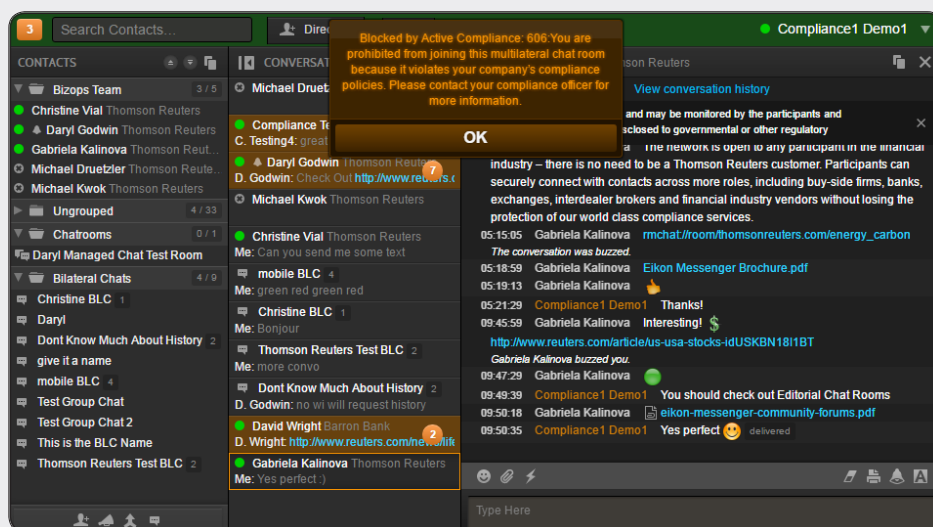 3
Search Contacts...
Direc
Compliance1 Demo1
Blocked by Active Compliance: 606:You are
prohibited from joining this multilateral chat room
because it violates your company's compliance
policies. Please contact your compliance officer for
more information.
OK
CONTACTS
Bizops Team 3 / 5
Christine Vial Thomson Reuters
Daryl Godwin Thomson Reuters
Gabriela Kalinova Thomson Reut...
Michael Druetzler Thomson Reute..
Michael Kwok Thomson Reuters
Ungrouped 4 / 33
Chatrooms 0 / 1
Daryl Managed Chat Test Room
Bilateral Chats 4 / 9
Christine BLC 1
Daryl
Dont Know Much About History 2
give it a name
mobile BLC 4
Test Group Chat
Test Group Chat 2
This is the BLC Name
Thomson Reuters Test BLC 2
CONVERSAT
Michael Druetz
Compliance Te
C. Testing4: great
Daryl Godwin Thomson Reuters
D. Godwin: Check Out http://www.reuters.c
7
Michael Kwok Thomson Reuters
Christine Vial Thomson Reuters
Me: Can you send me some text
mobile BLC 4
Me: green red green red
Christine BLC 1
Me: Bonjour
Thomson Reuters Test BLC 2
Me: more convo
Dont Know Much About History 2
D. Godwin: no wi will request history
David Wright Barron Bank
D. Wright: http://www.reuters.com/news/life
2
Gabriela Kalinova Thomson Reuters
Me: Yes perfect :)
son Reuters
View conversation history
and may be monitored by the participants and
sclosed to governmental or other regulatory
a The network is open to any participant in the financial
industry – there is no need to be a Thomson Reuters customer. Participants can
securely connect with contacts across more roles, including buy-side firms, banks,
exchanges, interdealer brokers and financial industry vendors without losing the
protection of our world class compliance services.
05:15:05 Gabriela Kalinova rmchat://room/thomsonreuters.com/energy_carbon
The conversation was buzzed.
05:18:59 Gabriela Kalinova Eikon Messenger Brochure.pdf
05:19:13 Gabriela Kalinova
05:21:29 Compliance1 Demo1 Thanks!
09:45:59 Gabriela Kalinova Interesting! $
http://www.reuters.com/article/us-usa-stocks-idUSKBN18I1BT
Gabriela Kalinova buzzed you.
09:47:29 Gabriela Kalinova
09:49:39 Compliance1 Demo1 You should check out Editorial Chat Rooms
09:50:18 Gabriela Kalinova eikon-messenger-community-forums.pdf
09:50:35 Compliance1 Demo1 Yes perfect delivered
A
Type Here